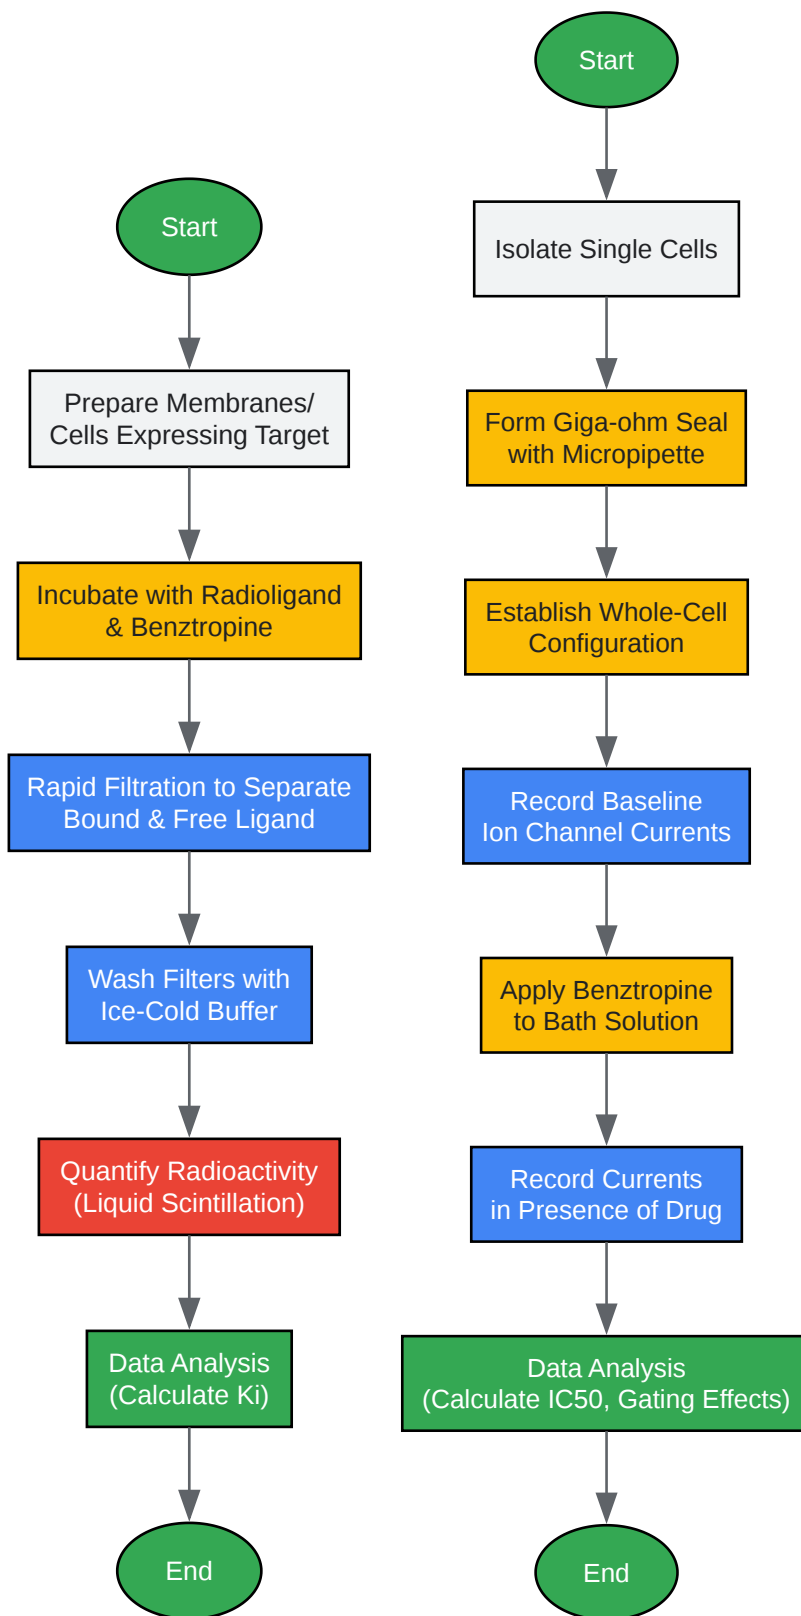 Start
Prepare Membranes/
Cells Expressing Target
Incubate with Radioligand
& Benztropine
Rapid Filtration to Separate
Bound & Free Ligand
Wash Filters with
Ice-Cold Buffer
Quantify Radioactivity
(Liquid Scintillation)
Data Analysis
(Calculate Ki)
End
Start
Isolate Single Cells
Form Giga-ohm Seal
with Micropipette
Establish Whole-Cell
Configuration
Record Baseline
Ion Channel Currents
Apply Benztropine
to Bath Solution
Record Currents
in Presence of Drug
Data Analysis
(Calculate IC50, Gating Effects)
End